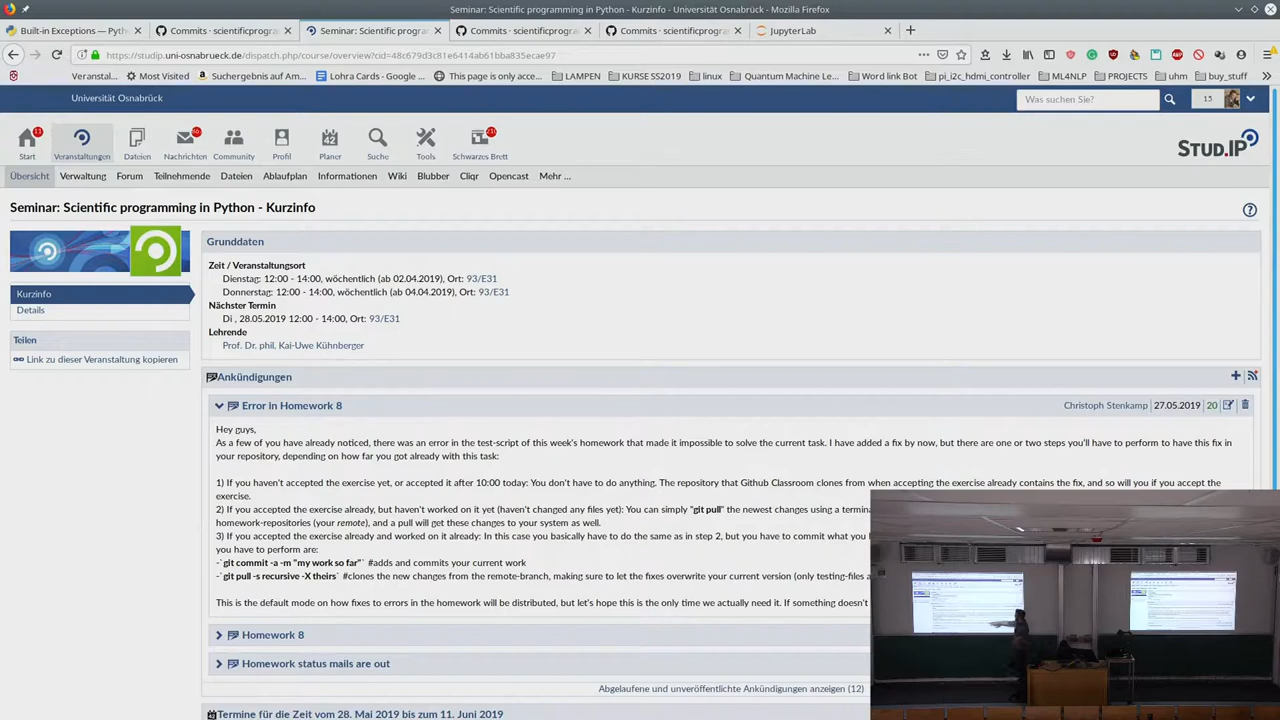 Seminar: Scientific programming in Python - Kurzinfo - Universität Osnabrück - Mozilla Firefox
Built-in Exceptions — Pyth
Commits · scientificprogra
Seminar: Scientific progra
Commits · scientificprogra
Commits · scientificprogra
JupyterLab
https://studip.uni-osnabrueck.de/dispatch.php/course/overview?cid=48c679d3c81e6414ab61bba835ecae97
Veranstal...
Most Visited
Suchergebnis auf Am...
Lohra Cards - Google ...
This page is only acce...
LAMPEN
KURSE SS2019
linux
Quantum Machine Le...
Word link Bot
pi_i2c_hdmi_controller
ML4NLP
PROJECTS
uhm
buy_stuff
Universität Osnabrück
Was suchen Sie?
15
11
46
42
210
Start
Veranstaltungen
Dateien
Nachrichten
Community
Profil
Planer
Suche
Tools
Schwarzes Brett
Stud.IP
Übersicht
Verwaltung
Forum
Teilnehmende
Dateien
Ablaufplan
Informationen
Wiki
Blubber
Cliqr
Opencast
Mehr ...
Seminar: Scientific programming in Python - Kurzinfo
Kurzinfo
Details
Teilen
Link zu dieser Veranstaltung kopieren
Grunddaten
Zeit / Veranstaltungsort
Dienstag: 12:00 - 14:00, wöchentlich (ab 02.04.2019), Ort: 93/E31
Donnerstag: 12:00 - 14:00, wöchentlich (ab 04.04.2019), Ort: 93/E31
Nächster Termin
Di , 28.05.2019 12:00 - 14:00, Ort: 93/E31
Lehrende
Prof. Dr. phil. Kai-Uwe Kühnberger
Ankündigungen
Error in Homework 8
Christoph Stenkamp | 27.05.2019 | 20
Hey guys,
As a few of you have already noticed, there was an error in the test-script of this week's homework that made it impossible to solve the current task. I have added a fix by now, but there are one or two steps you'll have to perform to have this fix in
your repository, depending on how far you got already with this task:
1) If you haven't accepted the exercise yet, or accepted it after 10:00 today: You don't have to do anything. The repository that Github Classroom clones from when accepting the exercise already contains the fix, and so will you if you accept the
exercise.
2) If you accepted the exercise already, but haven't worked on it yet (haven't changed any files yet): You can simply "git pull" the newest changes using a termina
homework-repositories (your remote), and a pull will get these changes to your system as well.
3) If you accepted the exercise already and worked on it already: In this case you basically have to do the same as in step 2, but you have to commit what you
you have to perform are:
-`git commit -a -m "my work so far"` #adds and commits your current work
-`git pull -s recursive -X theirs` #clones the new changes from the remote-branch, making sure to let the fixes overwrite your current version (only testing-files a
This is the default mode on how fixes to errors in the homework will be distributed, but let's hope this is the only time we actually need it. If something doesn't
Homework 8
Homework status mails are out
Abgelaufene und unveröffentlichte Ankündigungen anzeigen (12)
Termine für die Zeit vom 28. Mai 2019 bis zum 11. Juni 2019